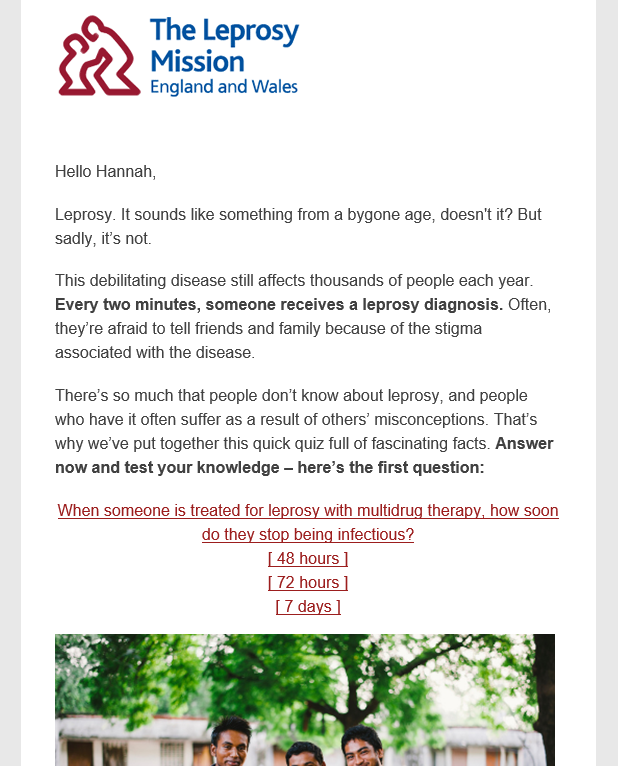 The Leprosy
Mission
England and Wales
Hello Hannah,
Leprosy. It sounds like something from a bygone age, doesn't it? But
sadly, it’s not.
This debilitating disease still affects thousands of people each year.
Every two minutes, someone receives a leprosy diagnosis. Often,
they’re afraid to tell friends and family because of the stigma
associated with the disease.
There’s so much that people don’t know about leprosy, and people
who have it often suffer as a result of others’ misconceptions. That’s
why we’ve put together this quick quiz full of fascinating facts. Answer
now and test your knowledge – here’s the first question:
When someone is treated for leprosy with multidrug therapy, how soon
do they stop being infectious?
[ 48 hours ]
[ 72 hours ]
[ 7 days ]